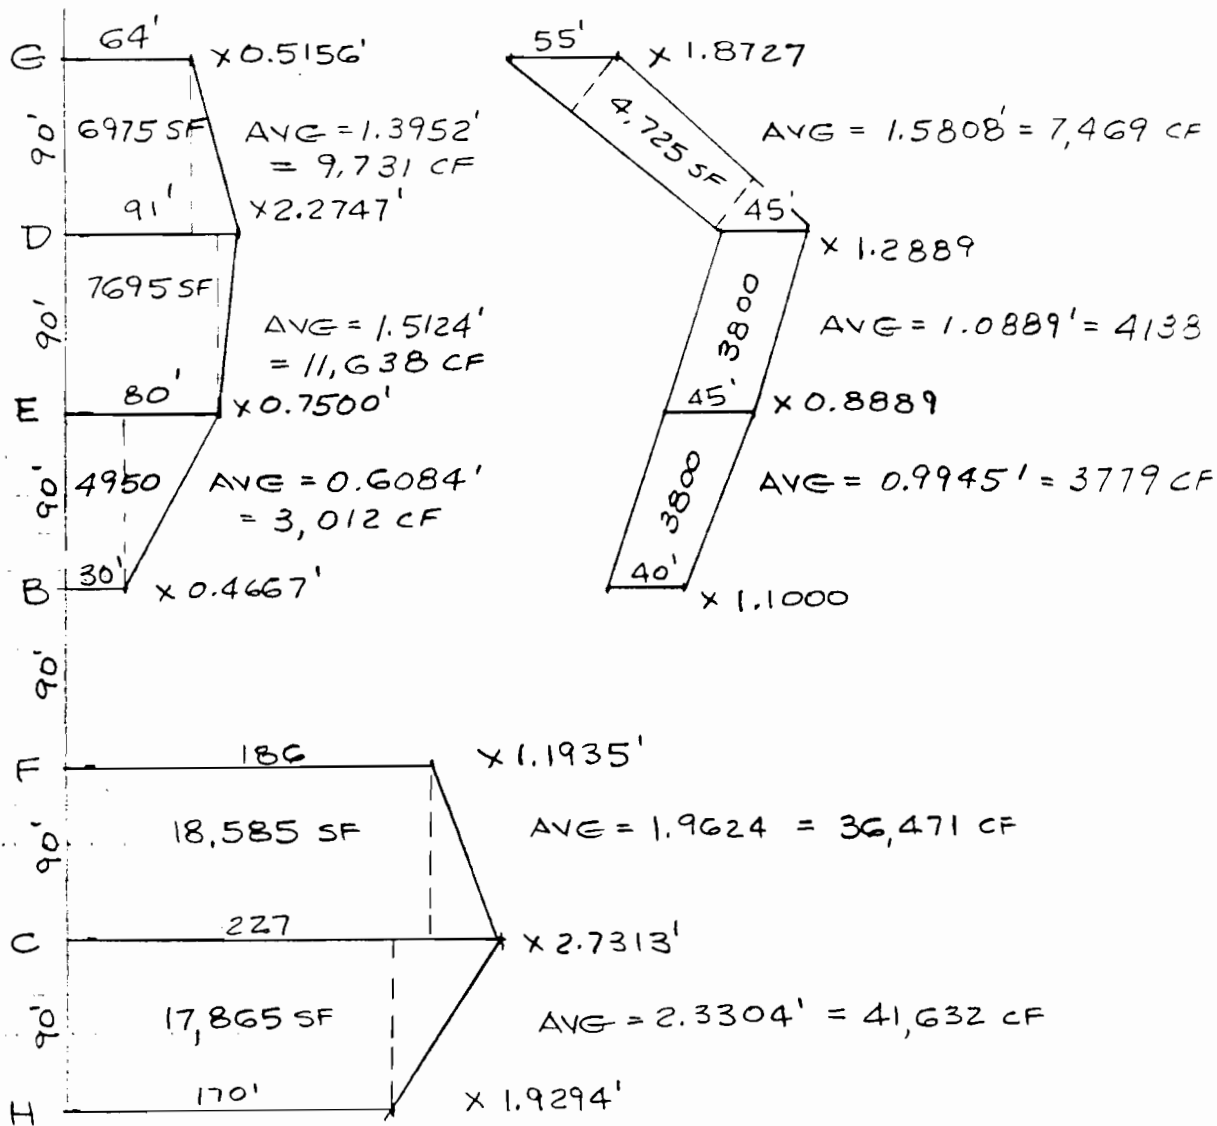 64'
G × 0.5156'
55'
× 1.8727
90'
6975 SF
AVG = 1.3952'
= 9,731 CF
4,725 SF
AVG = 1.5808' = 7,469 CF
91'
D × 2.2747'
45'
× 1.2889
90'
7695 SF
AVG = 1.5124'
= 11,638 CF
3800
AVG = 1.0889' = 4138
80'
E × 0.7500'
45'
× 0.8889
90'
4950
AVG = 0.6084'
= 3,012 CF
3800
AVG = 0.9945' = 3779 CF
30'
B × 0.4667'
40'
× 1.1000
90'
186
F × 1.1935'
90'
18,585 SF
AVG = 1.9624 = 36,471 CF
227
C × 2.7313'
90'
17,865 SF
AVG = 2.3304' = 41,632 CF
170'
H × 1.9294'